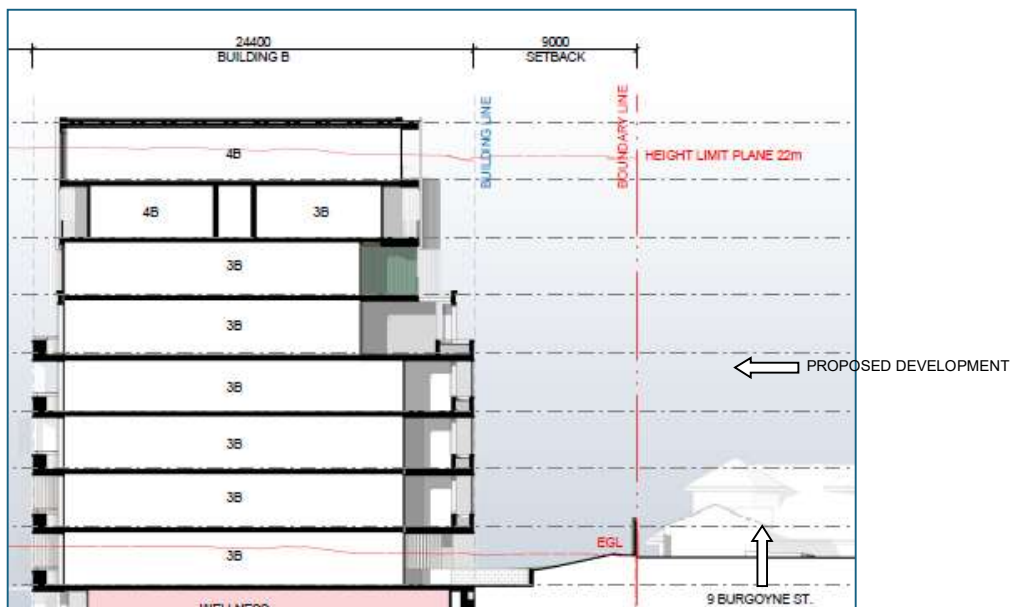 24400
BUILDING B
9000
SETBACK
BUILDING LINE
BOUNDARY LINE
4B
HEIGHT LIMIT PLANE 22m
4B
3B
3B
3B
3B
PROPOSED DEVELOPMENT
3B
3B
3B
EGL
WELLNESS
9 BURGOYNE ST.